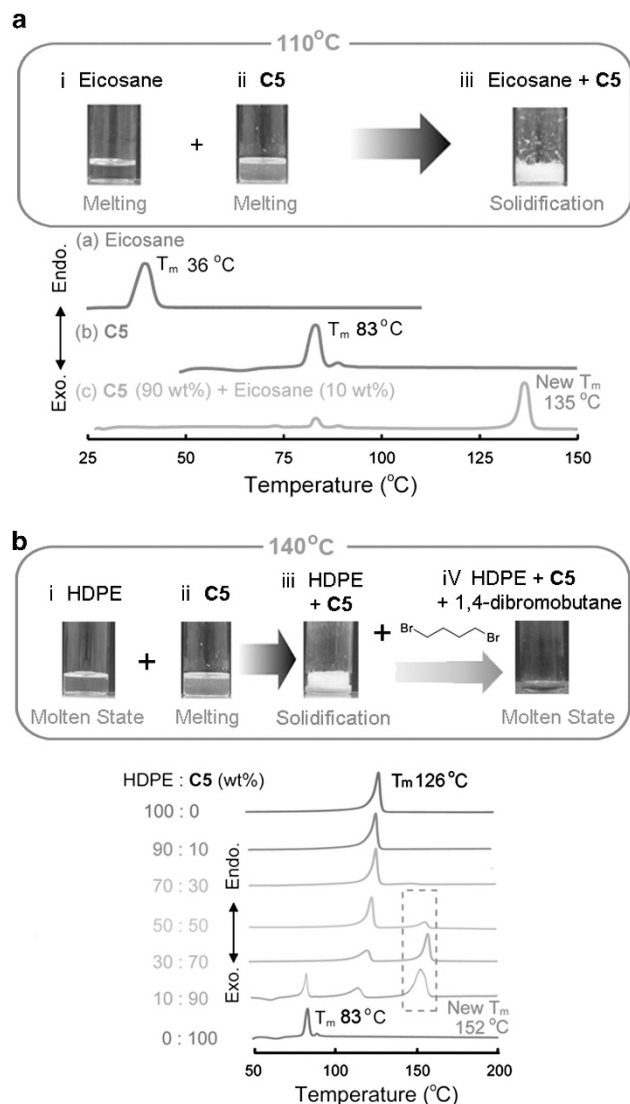 a
110°C
i Eicosane
ii C5
iii Eicosane + C5
+
Melting
Melting
Solidification
(a) Eicosane
Tm 36 °C
Endo.
(b) C5
Tm 83 °C
Exo.
(c) C5 (90 wt%) + Eicosane (10 wt%)
New Tm
135 °C
25 50 75 100 125 150
Temperature (°C)
b
140°C
i HDPE
ii C5
iii HDPE
+ C5
iV HDPE + C5
+ 1,4-dibromobutane
+
+
Br
Br
Molten State
Melting
Solidification
Molten State
HDPE : C5 (wt%)
Tm 126 °C
100 : 0
90 : 10
Endo.
70 : 30
50 : 50
30 : 70
Exo.
10 : 90
New Tm
152 °C
Tm 83 °C
0 : 100
50 100 150 200
Temperature (°C)